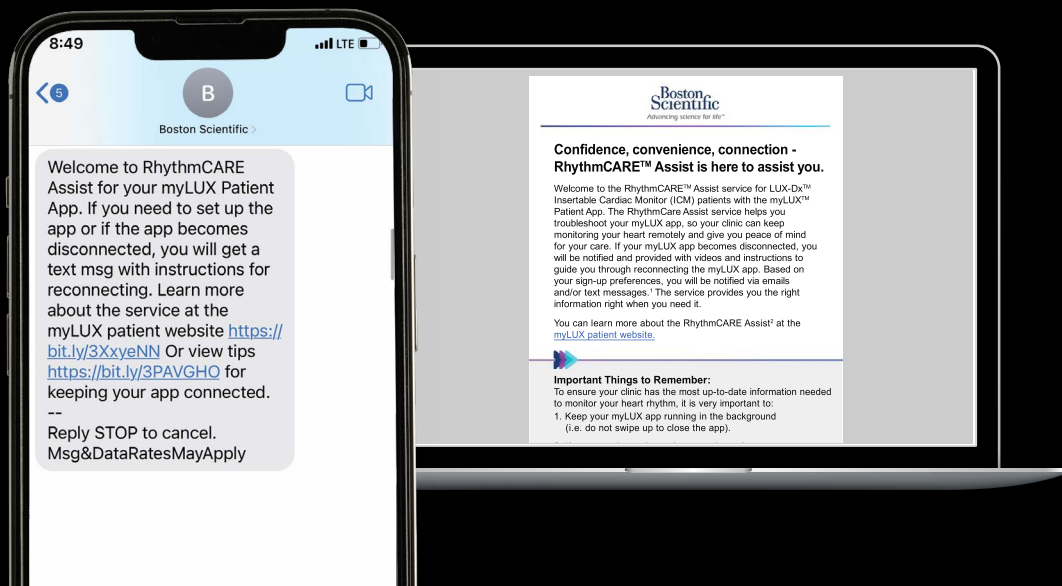 8:49
LTE
5
B
Boston Scientific >
Welcome to RhythmCARE
Assist for your myLUX Patient
App. If you need to set up the
app or if the app becomes
disconnected, you will get a
text msg with instructions for
reconnecting. Learn more
about the service at the
myLUX patient website https://
bit.ly/3XxyeNN Or view tips
https://bit.ly/3PAVGHO for
keeping your app connected.
--
Reply STOP to cancel.
Msg&DataRatesMayApply
Boston
Scientific
Advancing science for life™
Confidence, convenience, connection -
RhythmCARE™ Assist is here to assist you.
Welcome to the RhythmCARE™ Assist service for LUX-Dx™
Insertable Cardiac Monitor (ICM) patients with the myLUX™
Patient App. The RhythmCare Assist service helps you
troubleshoot your myLUX app, so your clinic can keep
monitoring your heart remotely and give you peace of mind
for your care. If your myLUX app becomes disconnected, you
will be notified and provided with videos and instructions to
guide you through reconnecting the myLUX app. Based on
your sign-up preferences, you will be notified via emails
and/or text messages.¹ The service provides you the right
information right when you need it.
You can learn more about the RhythmCARE Assist² at the
myLUX patient website.
Important Things to Remember:
To ensure your clinic has the most up-to-date information needed
to monitor your heart rhythm, it is very important to:
1. Keep your myLUX app running in the background
(i.e. do not swipe up to close the app).